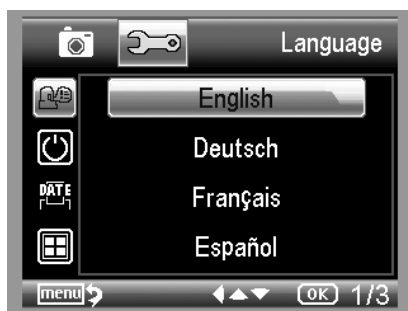 Language
English
Deutsch
DATE
Français
Español
menu OK 1/3